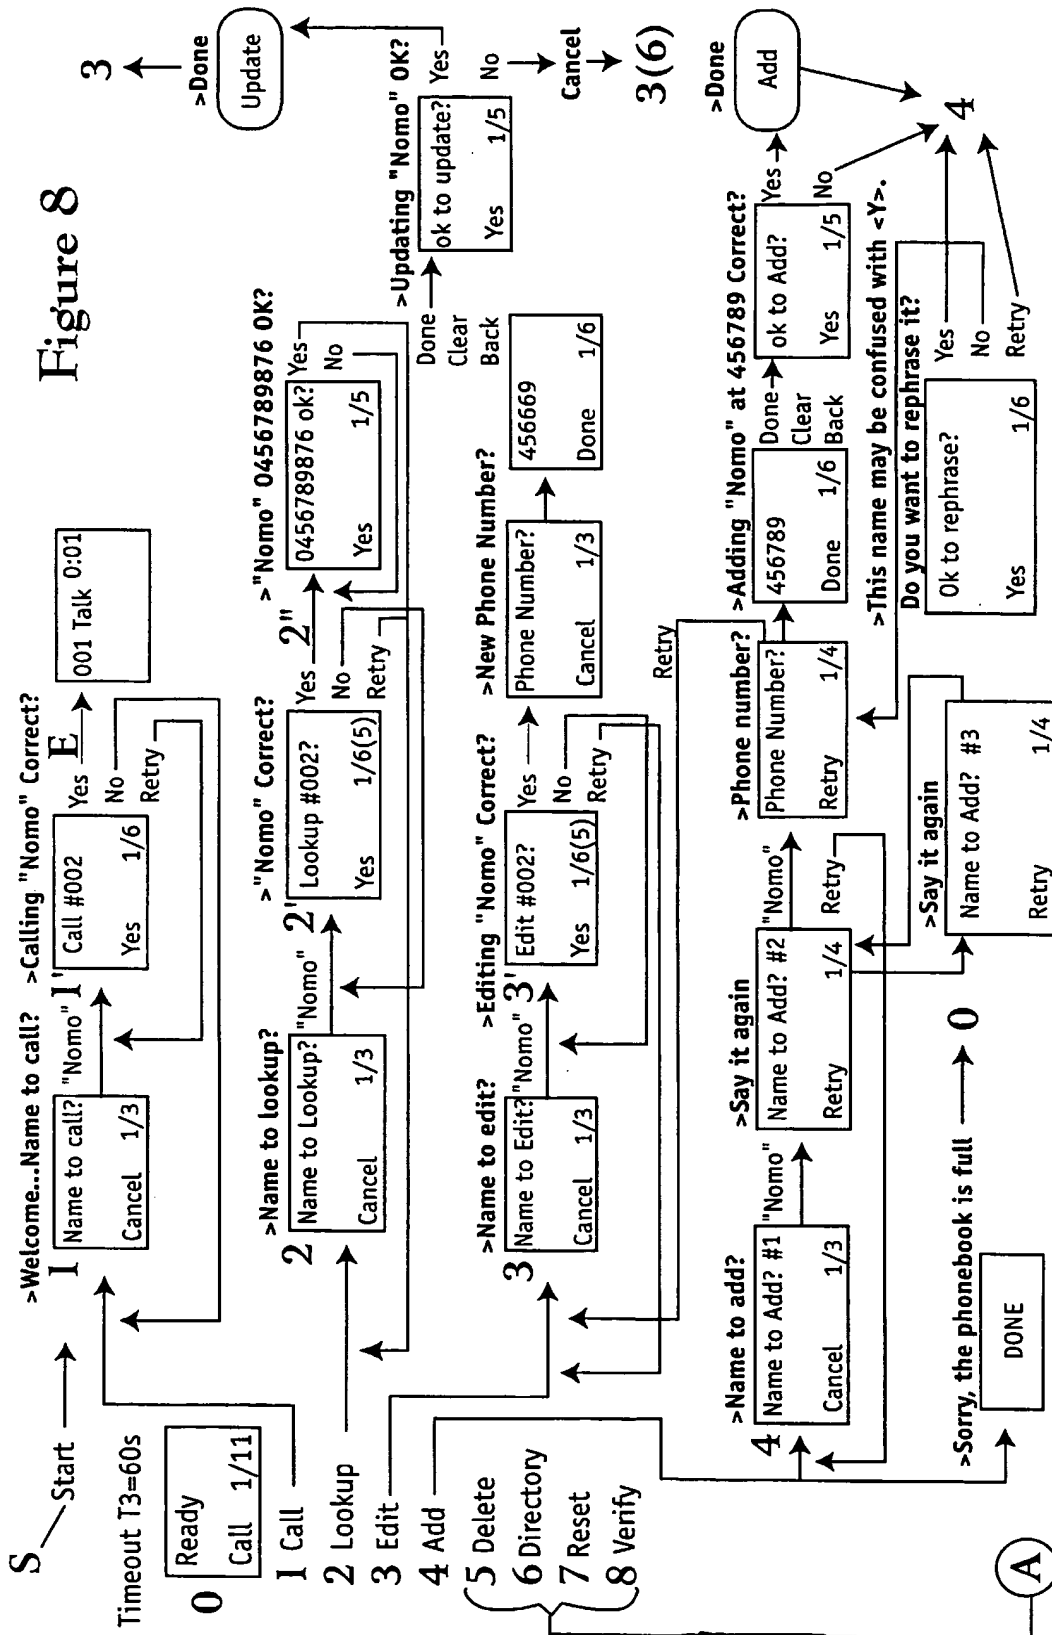 Figure 8
S
Start
Timeout T3=60s
0
Ready
Call 1/11
1 Call
2 Lookup
3 Edit
4 Add
5 Delete
6 Directory
7 Reset
8 Verify
A
>Welcome...Name to call?
1
Name to call?
Cancel 1/3
"Nomo"
>Calling "Nomo" Correct?
1'
Call #002
Yes 1/6
Yes
No
Retry
E
001 Talk 0:01
>Name to lookup?
2
Name to Lookup?
Cancel 1/3
"Nomo"
>"Nomo" Correct?
2'
Lookup #002?
Yes 1/6(5)
Yes
No
Retry
2"
>"Nomo" 0456789876 OK?
0456789876 ok?
Yes 1/5
Yes
No
>Name to edit?
3
Name to Edit?
Cancel 1/3
"Nomo"
>Editing "Nomo" Correct?
3'
Edit #002?
Yes 1/6(5)
Yes
No
Retry
>New Phone Number?
Phone Number?
Cancel 1/3
456669
Done 1/6
Done
Clear
Back
>Updating "Nomo" OK?
ok to update?
Yes 1/5
Yes
No
>Done
Update
3
Cancel
3(6)
>Name to add?
4
Name to Add? #1
Cancel 1/3
"Nomo"
>Say it again
Name to Add? #2
Retry 1/4
"Nomo"
Retry
>Phone number?
Phone Number?
Retry 1/4
Retry
>Adding "Nomo" at 456789 Correct?
456789
Done 1/6
Done
Clear
Back
ok to Add?
Yes 1/5
Yes
No
>Done
Add
4
>Say it again
Name to Add? #3
Retry 1/4
>This name may be confused with <Y>.
Do you want to rephrase it?
Ok to rephrase?
Yes 1/6
Yes
No
Retry
>Sorry, the phonebook is full
0
DONE